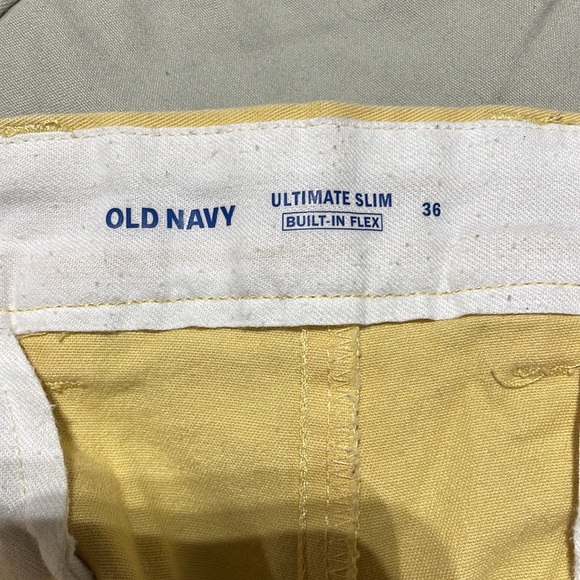 OLD NAVY
ULTIMATE SLIM
BUILT-IN FLEX
36